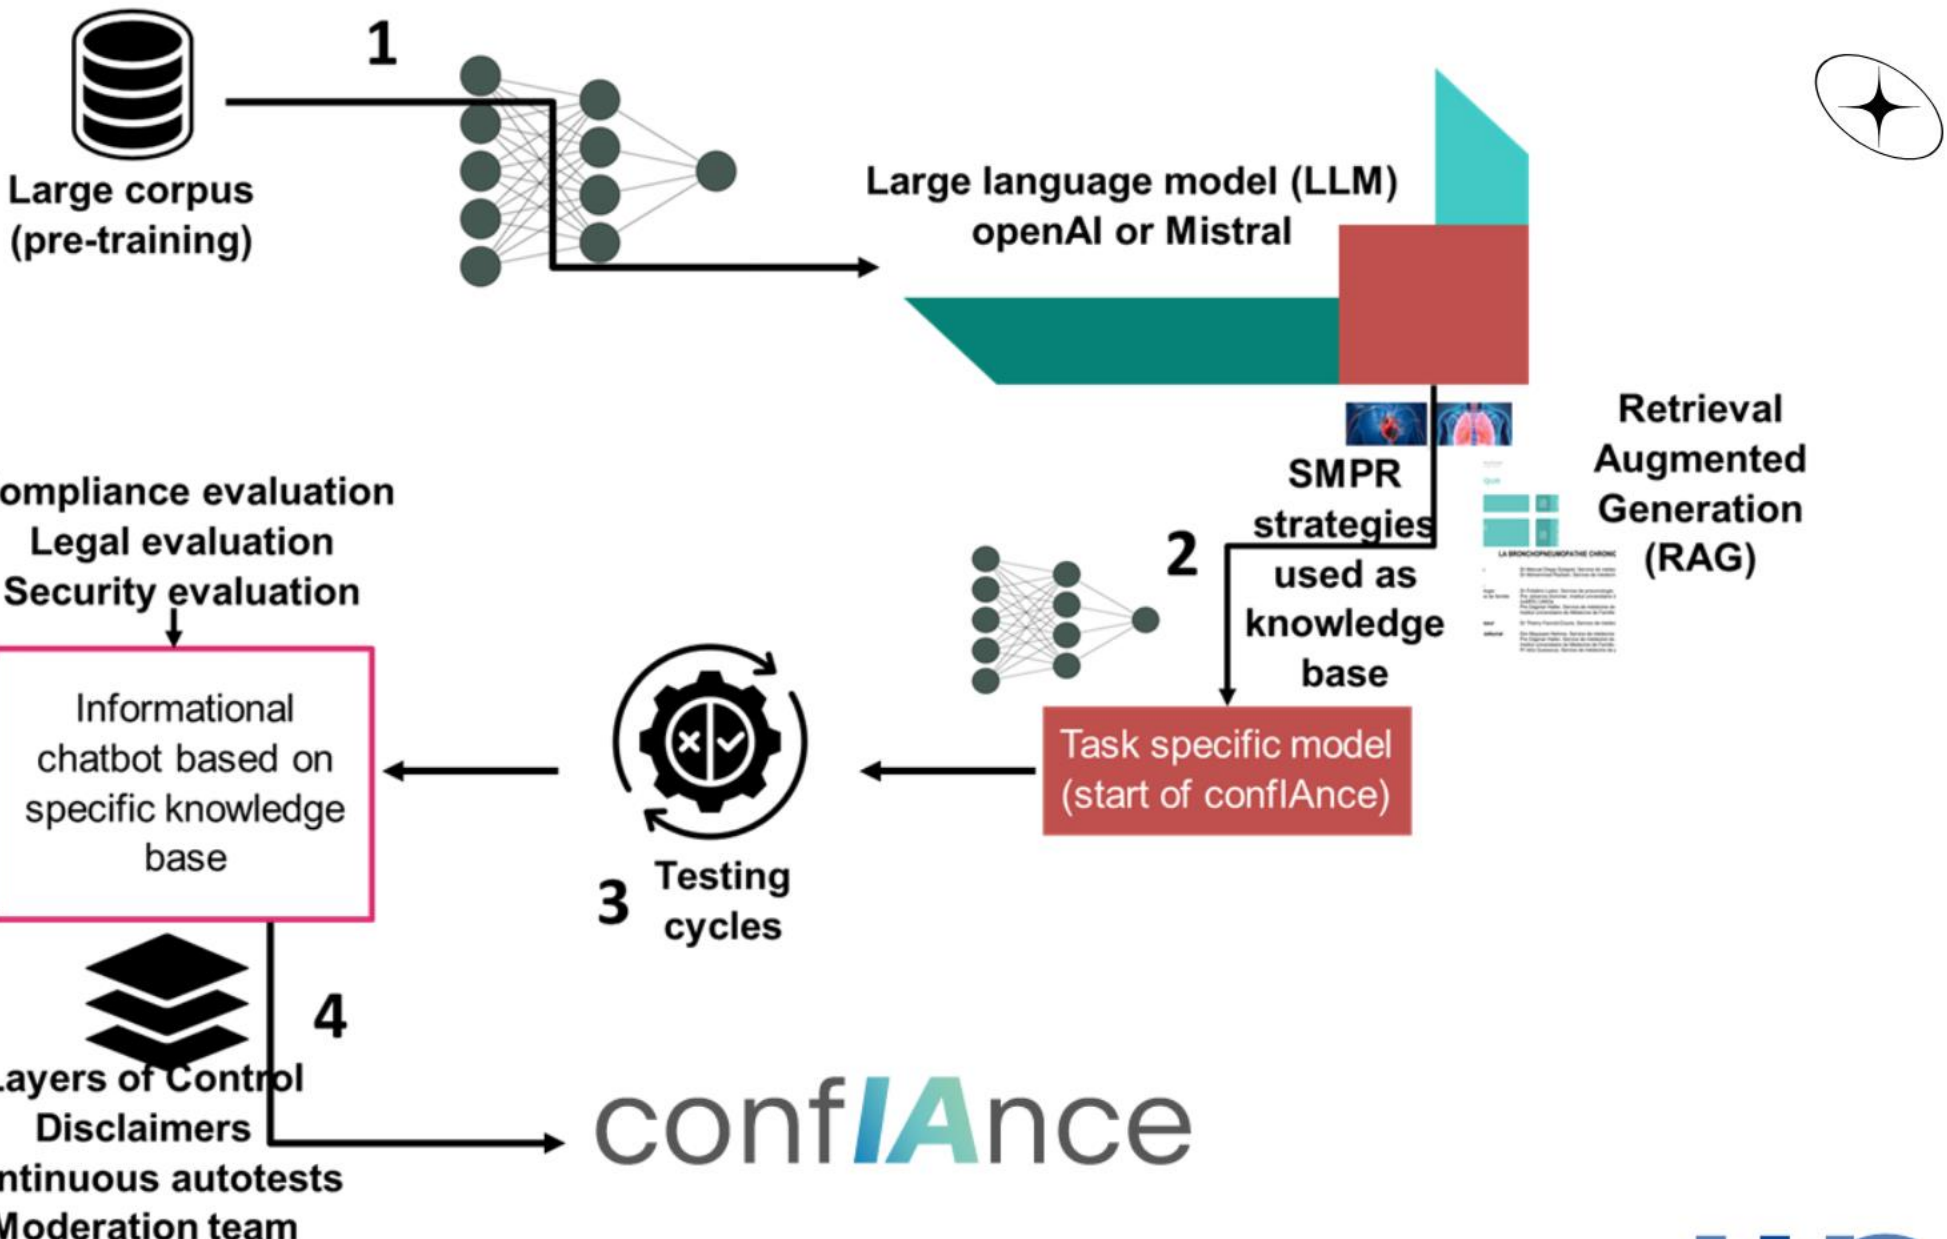 1
Large corpus
(pre-training)
Large language model (LLM)
openAI or Mistral
Retrieval
Augmented
Generation
(RAG)
SMPR
strategies
used as
knowledge
base
2
LA BRONCHOPNEUMOPATHIE CHRONIC
Task specific model
(start of confIAnce)
3
Testing
cycles
ompliance evaluation
Legal evaluation
Security evaluation
Informational
chatbot based on
specific knowledge
base
4
ayers of Control
Disclaimers
ntinuous autotests
Moderation team
confIAnce